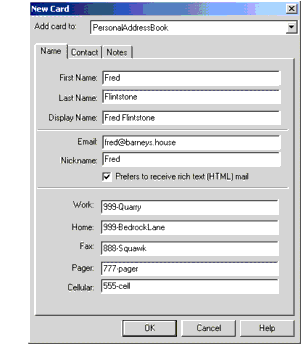 New Card
Add card to: PersonalAddressBook
Name Contact Notes
First Name: Fred
Last Name: Flintstone
Display Name: Fred Flintstone
Email: fred@barneys.house
Nickname: Fred
Prefers to receive rich text (HTML) mail
Work: 999-Quarry
Home: 999-BedrockLane
Fax: 888-Squawk
Pager: 777-pager
Cellular: 555-cell
OK Cancel Help